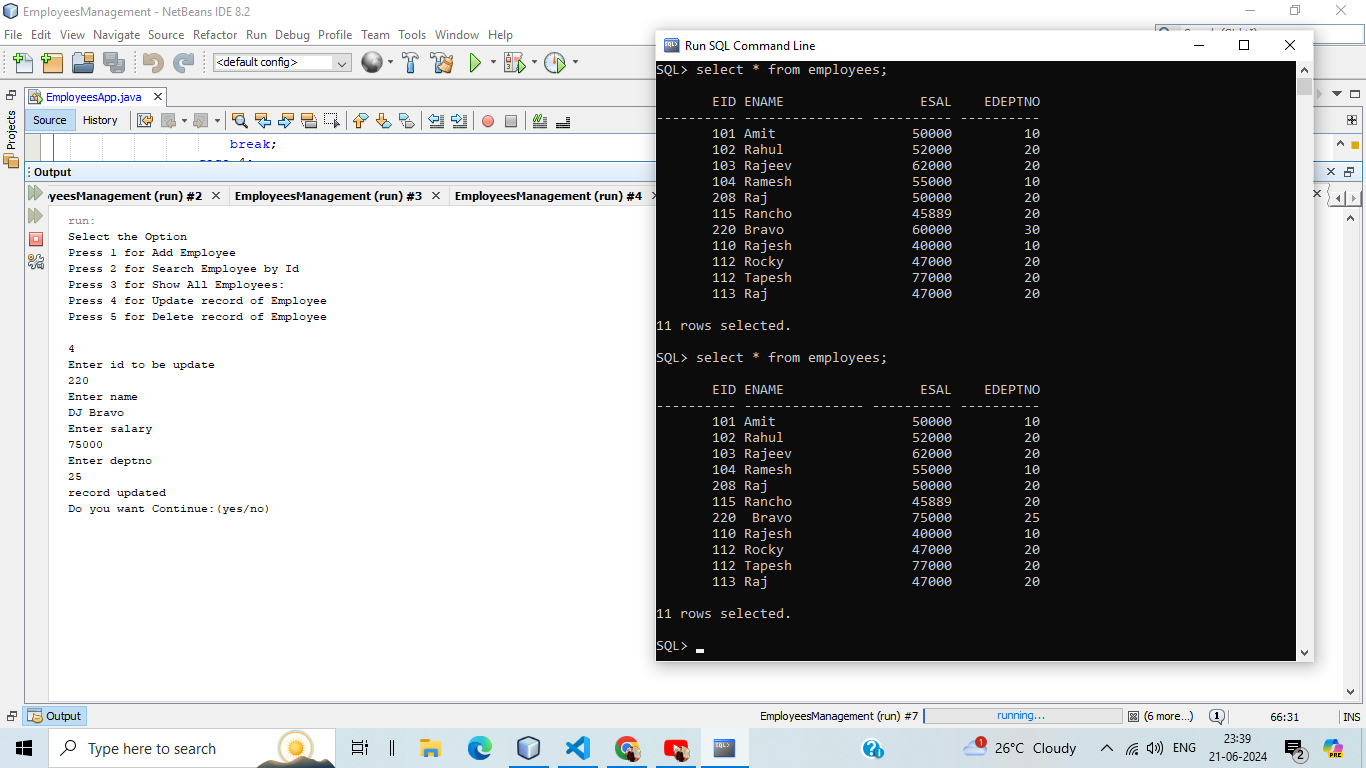 EmployeesManagement - NetBeans IDE 8.2
File Edit View Navigate Source Refactor Run Debug Profile Team Tools Window Help
<default config>
Projects
EmployeesApp.java
Source History
break;
Output
yeesManagement (run) #2 EmployeesManagement (run) #3 EmployeesManagement (run) #4
run:
Select the Option
Press 1 for Add Employee
Press 2 for Search Employee by Id
Press 3 for Show All Employees:
Press 4 for Update record of Employee
Press 5 for Delete record of Employee
4
Enter id to be update
220
Enter name
DJ Bravo
Enter salary
75000
Enter deptno
25
record updated
Do you want Continue:(yes/no)
Run SQL Command Line
SQL> select * from employees;
EID ENAME ESAL EDEPTNO
---------- --------------- ---------- ----------
101 Amit 50000 10
102 Rahul 52000 20
103 Rajeev 62000 20
104 Ramesh 55000 10
208 Raj 50000 20
115 Rancho 45889 20
220 Bravo 60000 30
110 Rajesh 40000 10
112 Rocky 47000 20
112 Tapesh 77000 20
113 Raj 47000 20
11 rows selected.
SQL> select * from employees;
EID ENAME ESAL EDEPTNO
---------- --------------- ---------- ----------
101 Amit 50000 10
102 Rahul 52000 20
103 Rajeev 62000 20
104 Ramesh 55000 10
208 Raj 50000 20
115 Rancho 45889 20
220  Bravo 75000 25
110 Rajesh 40000 10
112 Rocky 47000 20
112 Tapesh 77000 20
113 Raj 47000 20
11 rows selected.
SQL>
Output
EmployeesManagement (run) #7 running... (6 more...) 1 66:31 INS
Type here to search
SQL>
1 26°C Cloudy ENG 23:39 2 PRE
21-06-2024